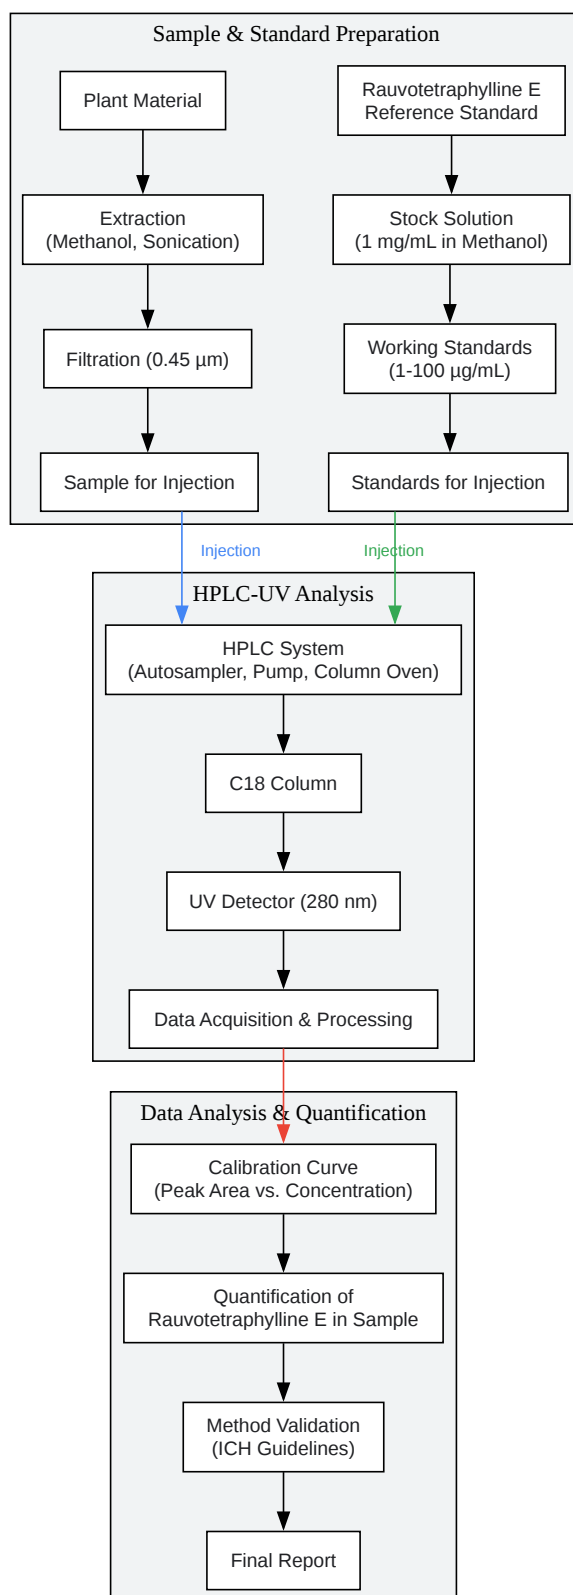 Sample & Standard Preparation
Plant Material
Rauvotetraphylline E
Reference Standard
Extraction
(Methanol, Sonication)
Stock Solution
(1 mg/mL in Methanol)
Filtration (0.45 µm)
Working Standards
(1-100 µg/mL)
Sample for Injection
Standards for Injection
Injection
Injection
HPLC-UV Analysis
HPLC System
(Autosampler, Pump, Column Oven)
C18 Column
UV Detector (280 nm)
Data Acquisition & Processing
Data Analysis & Quantification
Calibration Curve
(Peak Area vs. Concentration)
Quantification of
Rauvotetraphylline E in Sample
Method Validation
(ICH Guidelines)
Final Report